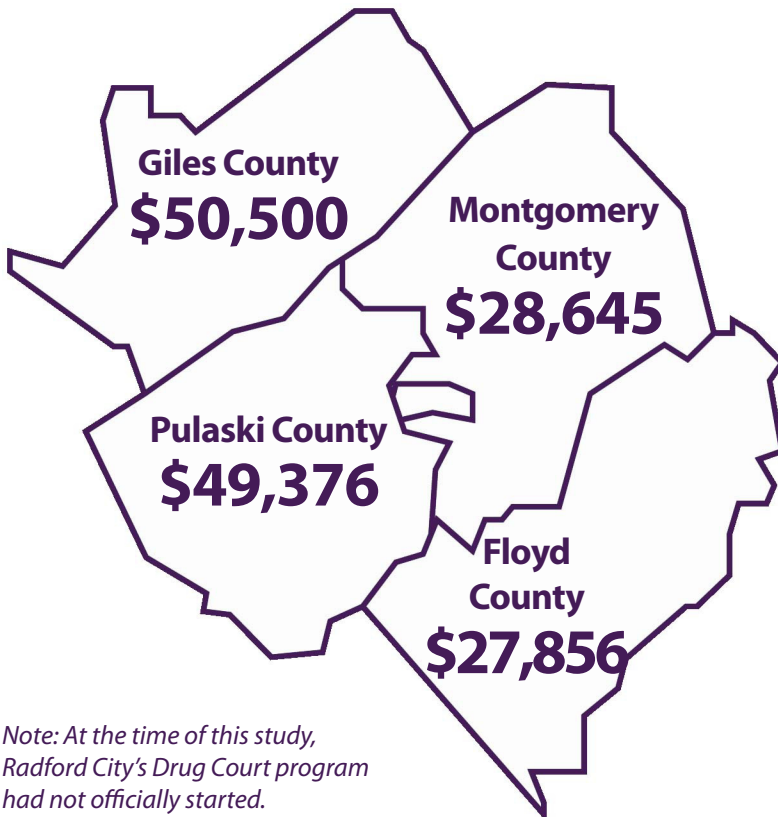 Giles County
$50,500
Montgomery
County
$28,645
Pulaski County
$49,376
Floyd
County
$27,856
Note: At the time of this study,
Radford City's Drug Court program
had not officially started.